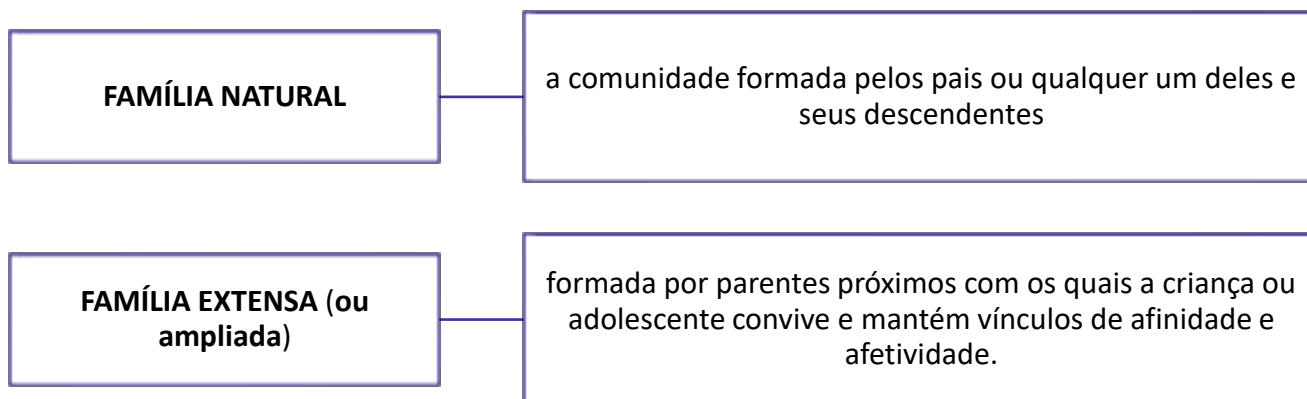 FAMÍLIA NATURAL
a comunidade formada pelos pais ou qualquer um deles e
seus descendentes
FAMÍLIA EXTENSA (ou
ampliada)
formada por parentes próximos com os quais a criança ou
adolescente convive e mantém vínculos de afinidade e
afetividade.